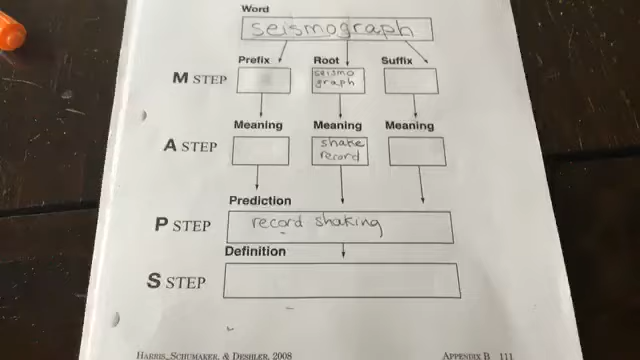 Word
seismograph
Prefix Root Suffix
M STEP
seismo
graph
Meaning Meaning Meaning
A STEP
shake
record
Prediction
P STEP
record shaking
Definition
S STEP
HARRIS, SCHUMAKER, & DESHLER, 2008 APPENDIX B 111